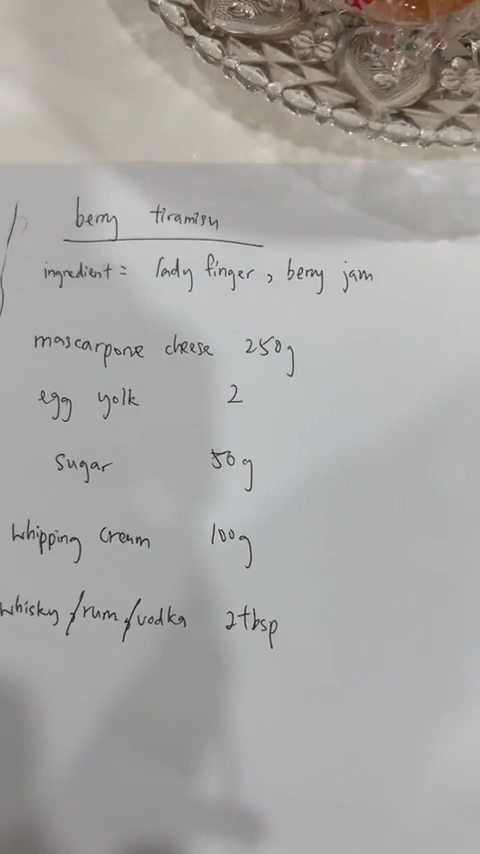 berry tiramisu
ingredient = lady finger, berry jam
mascarpone cheese 250g
egg yolk 2
sugar 50g
whipping cream 100g
whisky/rum/vodka 2tbsp